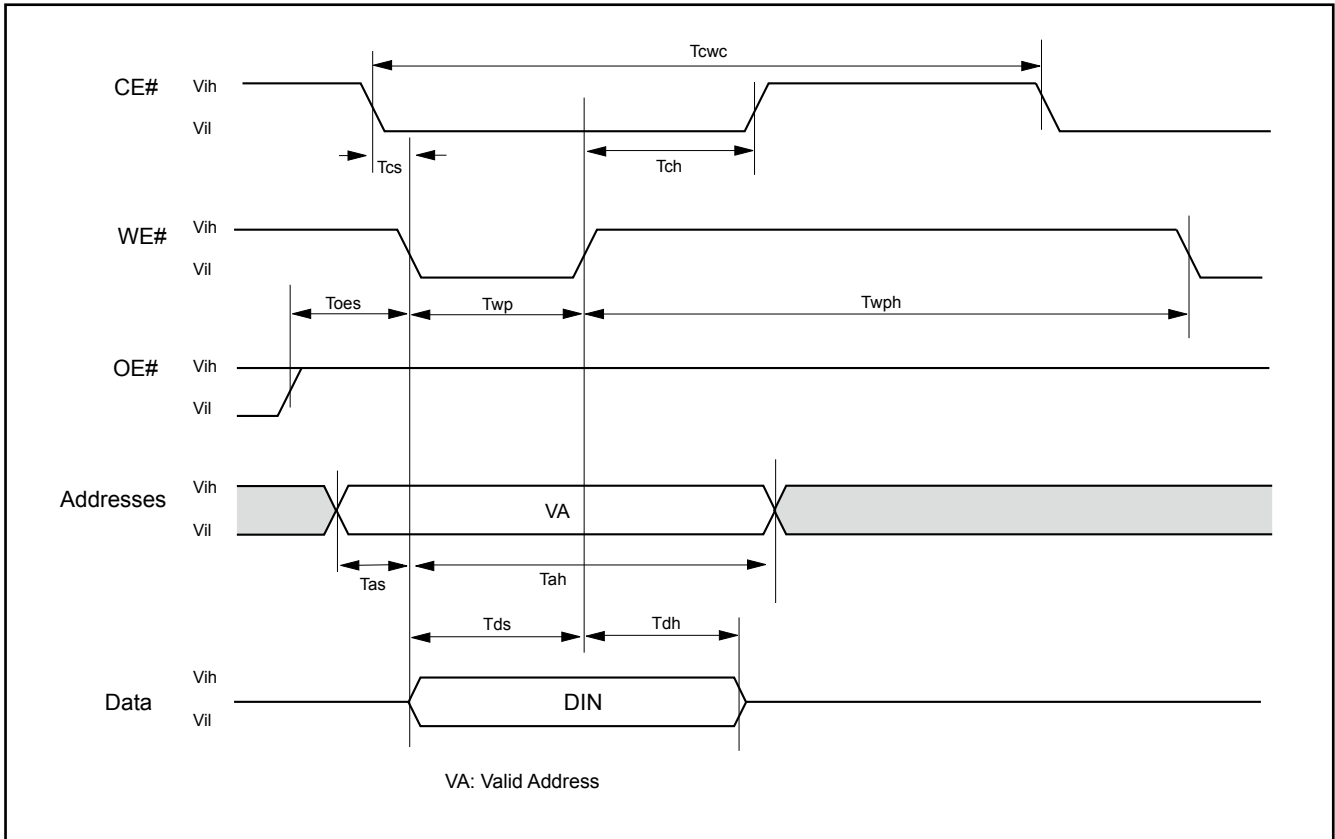 Tcwc
CE# Vih
Vil
Tcs Tch
WE# Vih
Vil
Toes Twp Twph
OE# Vih
Vil
Addresses Vih
VA
Vil
Tas Tah
Tds Tdh
Vih
Data DIN
Vil
VA: Valid Address